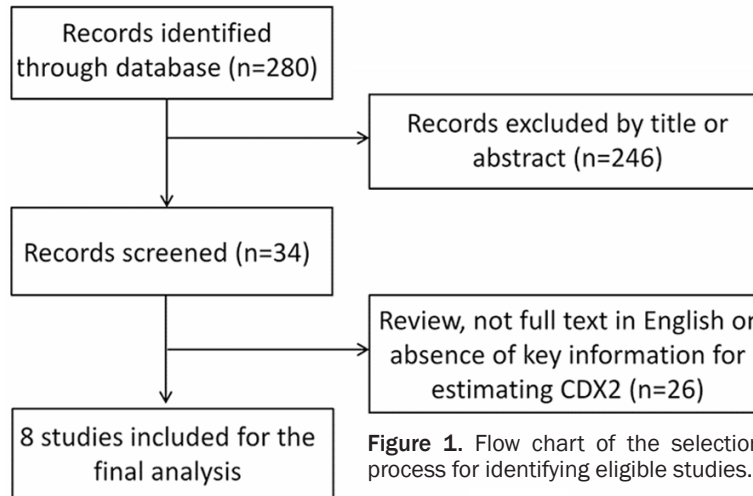 Records identified
through database (n=280)
Records excluded by title or
abstract (n=246)
Records screened (n=34)
Review, not full text in English or
absence of key information for
estimating CDX2 (n=26)
8 studies included for the
final analysis
Figure 1. Flow chart of the selection
process for identifying eligible studies.